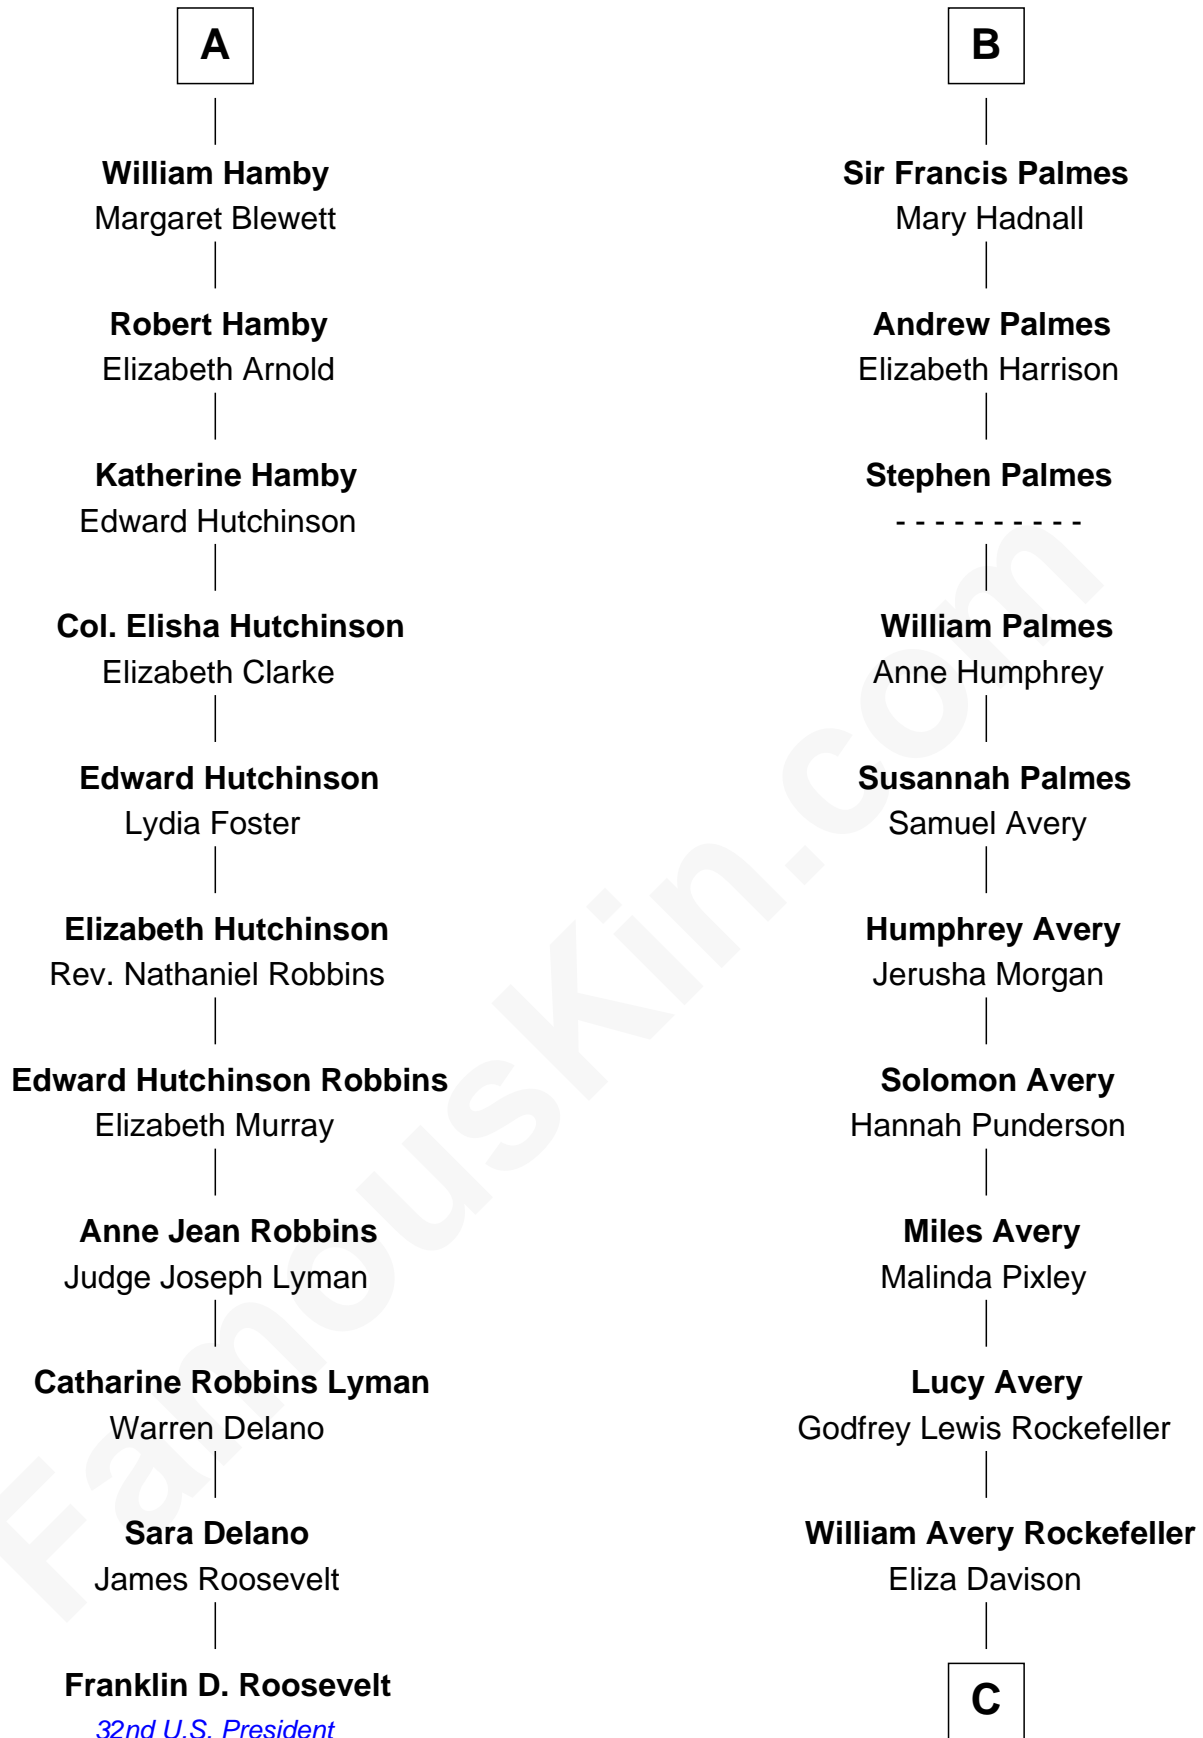 A
William Hamby
Margaret Blewett
Robert Hamby
Elizabeth Arnold
Katherine Hamby
Edward Hutchinson
Col. Elisha Hutchinson
Elizabeth Clarke
Edward Hutchinson
Lydia Foster
Elizabeth Hutchinson
Rev. Nathaniel Robbins
Edward Hutchinson Robbins
Elizabeth Murray
Anne Jean Robbins
Judge Joseph Lyman
Catharine Robbins Lyman
Warren Delano
Sara Delano
James Roosevelt
Franklin D. Roosevelt
32nd U.S. President
B
Sir Francis Palmes
Mary Hadnall
Andrew Palmes
Elizabeth Harrison
Stephen Palmes
- - - - - - - - - -
William Palmes
Anne Humphrey
Susannah Palmes
Samuel Avery
Humphrey Avery
Jerusha Morgan
Solomon Avery
Hannah Punderson
Miles Avery
Malinda Pixley
Lucy Avery
Godfrey Lewis Rockefeller
William Avery Rockefeller
Eliza Davison
C
FamousKin.com